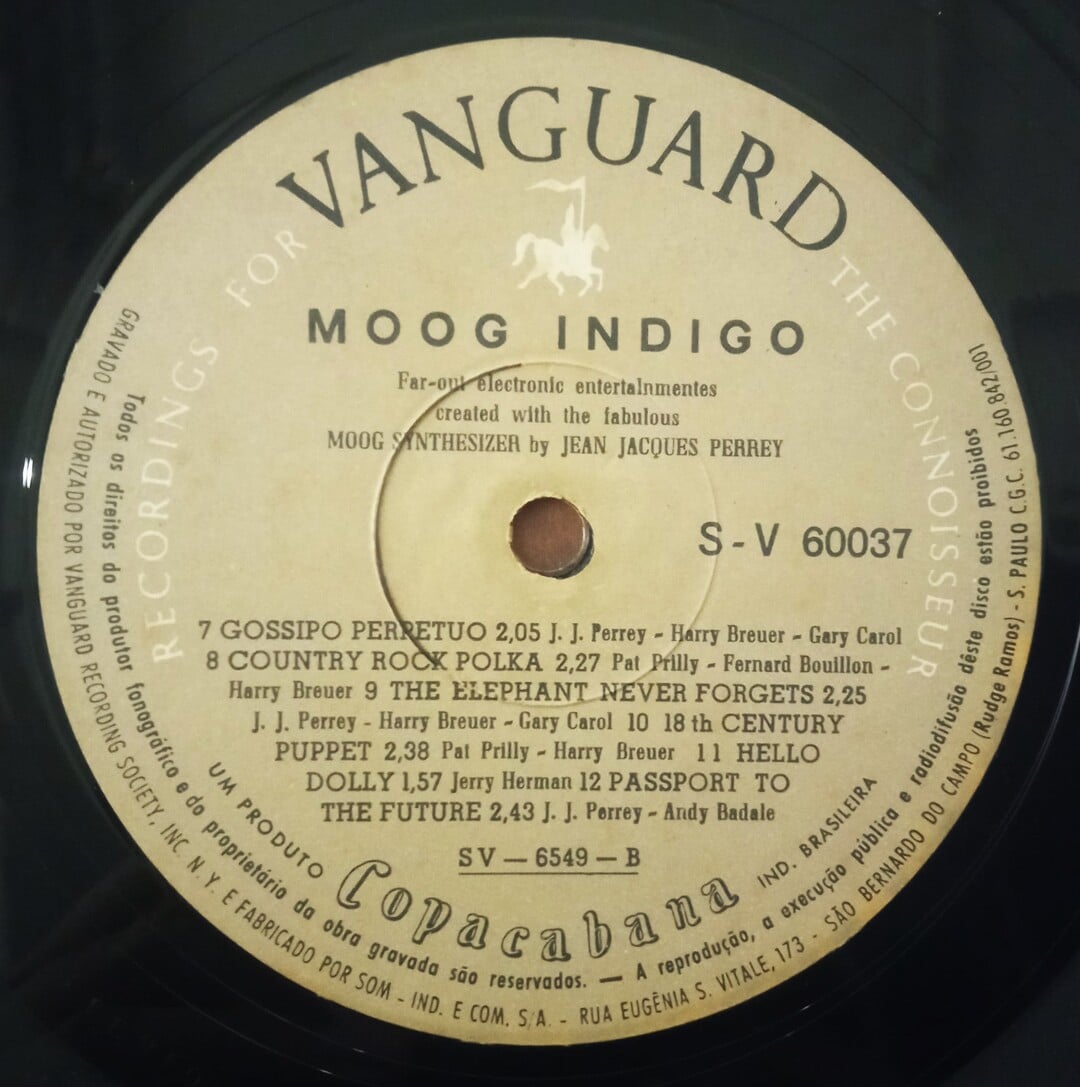 VANGUARD
RECORDINGS FOR THE CONNOISSEUR
MOOG INDIGO
Far-out electronic entertaInmentes
created with the fabulous
MOOG SYNTHESIZER by JEAN JACQUES PERREY
S - V 60037
7 GOSSIPO PERPETUO 2,05 J. J. Perrey - Harry Breuer - Gary Carol
8 COUNTRY ROCK POLKA 2,27 Pat Prilly - Fernard Bouillon -
Harry Breuer 9 THE ELEPHANT NEVER FORGETS 2,25
J. J. Perrey - Harry Breuer - Gary Carol 10 18 th CENTURY
PUPPET 2,38 Pat Prilly - Harry Breuer 11 HELLO
DOLLY 1,57 Jerry Herman 12 PASSPORT TO
THE FUTURE 2,43 J. J. Perrey - Andy Badale
SV — 6549 — B
UM PRODUTO Copacabana IND. BRASILEIRA
Todos os direitos do produtor fonográfico e do proprietário da obra gravada são reservados. — A reprodução, a execução pública e radiodifusão dêste disco estão proibidos
GRAVADO E AUTORIZADO POR VANGUARD RECORDING SOCIETY, INC. N. Y. E FABRICADO POR SOM - IND. E COM. S/A. - RUA EUGÊNIA S. VITALE, 173 - SÃO BERNARDO DO CAMPO (Rudge Ramos) - S. PAULO C.G.C. 61.160.842/001